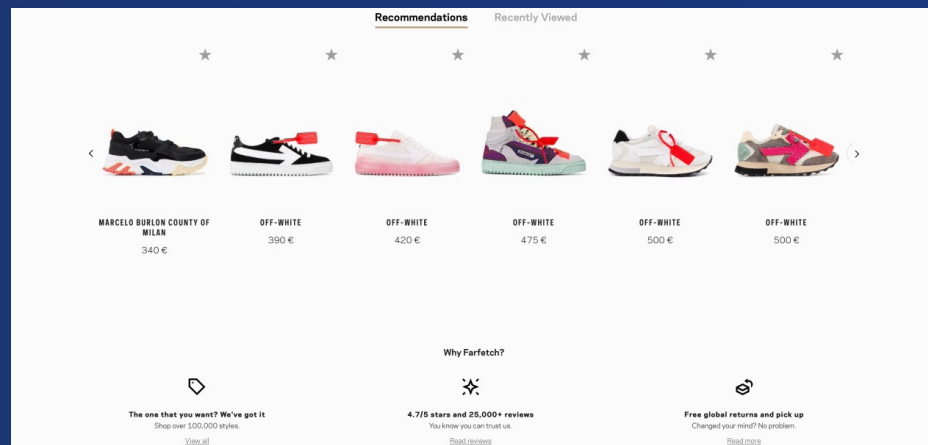 Recommendations Recently Viewed
MARCELO BURLON COUNTY OF
MILAN
340 €
OFF-WHITE
390 €
OFF-WHITE
420 €
OFF-WHITE
475 €
OFF-WHITE
500 €
OFF-WHITE
500 €
Why Farfetch?
The one that you want? We've got it
Shop over 100,000 styles.
View all
4.7/5 stars and 25,000+ reviews
You know you can trust us.
Read reviews
Free global returns and pick up
Changed your mind? No problem.
Read more